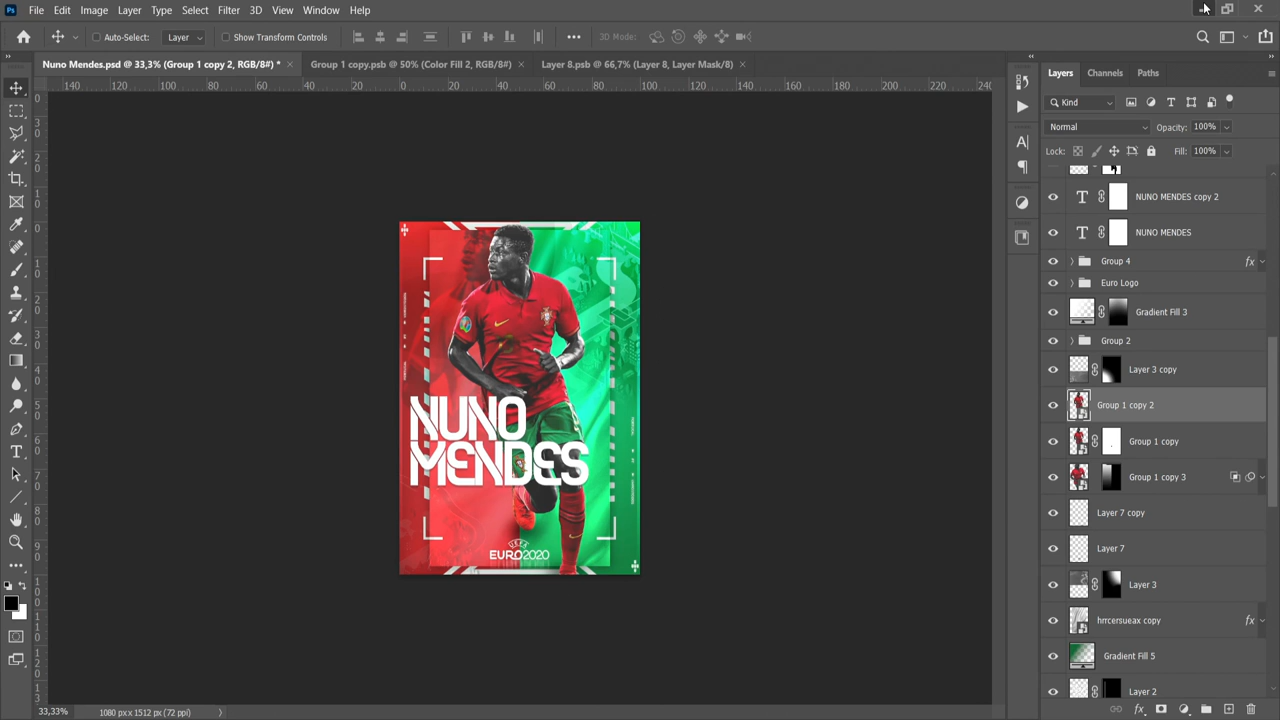 Ps File Edit Image Layer Type Select Filter 3D View Window Help
Auto-Select: Layer Show Transform Controls 3D Mode:
Nuno Mendes.psd @ 33,3% (Group 1 copy 2, RGB/8#) * Group 1 copy.psb @ 50% (Color Fill 2, RGB/8#) Layer 8.psb @ 66,7% (Layer 8, Layer Mask/8)
140 120 100 80 60 40 20 0 20 40 60 80 100 120 140 160 180 200 220
Layers Channels Paths
Kind
Normal Opacity: 100%
Lock: Fill: 100%
NUNO MENDES copy 2
NUNO MENDES
Group 4 fx
Euro Logo
Gradient Fill 3
Group 2
Layer 3 copy
Group 1 copy 2
Group 1 copy
Group 1 copy 3
Layer 7 copy
Layer 7
Layer 3
hrrcersueax copy fx
Gradient Fill 5
Layer 2
NUNO
MENDES
UEFA
EURO2020
33,33% 1080 px x 1512 px (72 ppi)